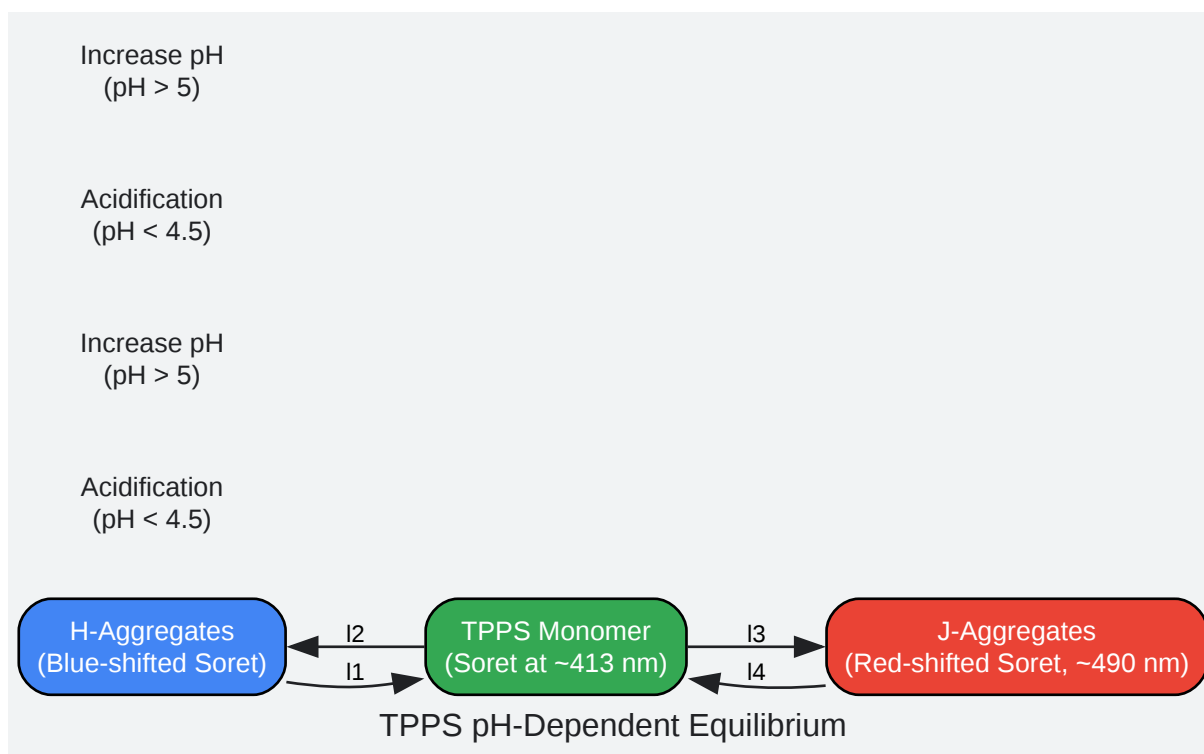 Increase pH
(pH > 5)
Acidification
(pH < 4.5)
Increase pH
(pH > 5)
Acidification
(pH < 4.5)
H-Aggregates
(Blue-shifted Soret)
l2
l1
TPPS Monomer
(Soret at ~413 nm)
l3
l4
J-Aggregates
(Red-shifted Soret, ~490 nm)
TPPS pH-Dependent Equilibrium